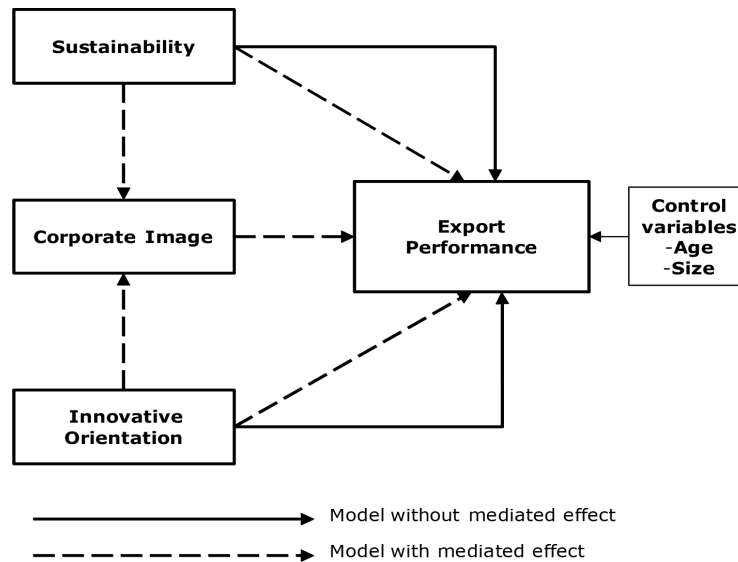 Sustainability
Corporate Image
Export
Performance
Control
variables
-Age
-Size
Innovative
Orientation
Model without mediated effect
Model with mediated effect